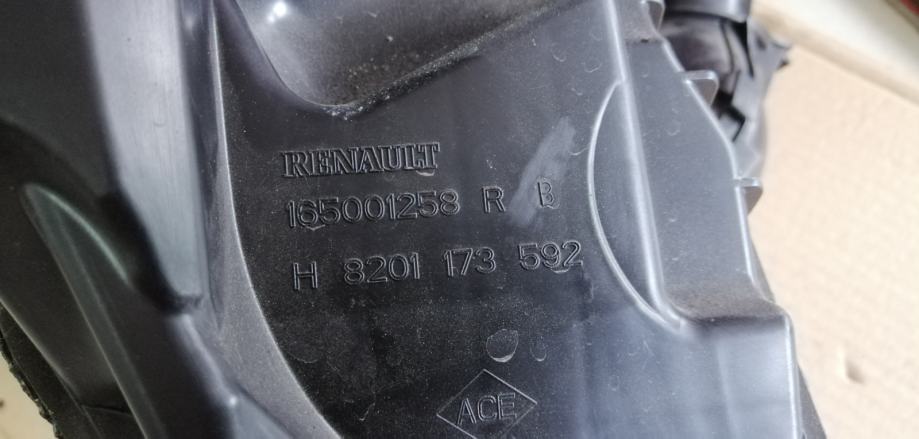 RENAULT
165001258 R B
H 8201 173 592
ACE